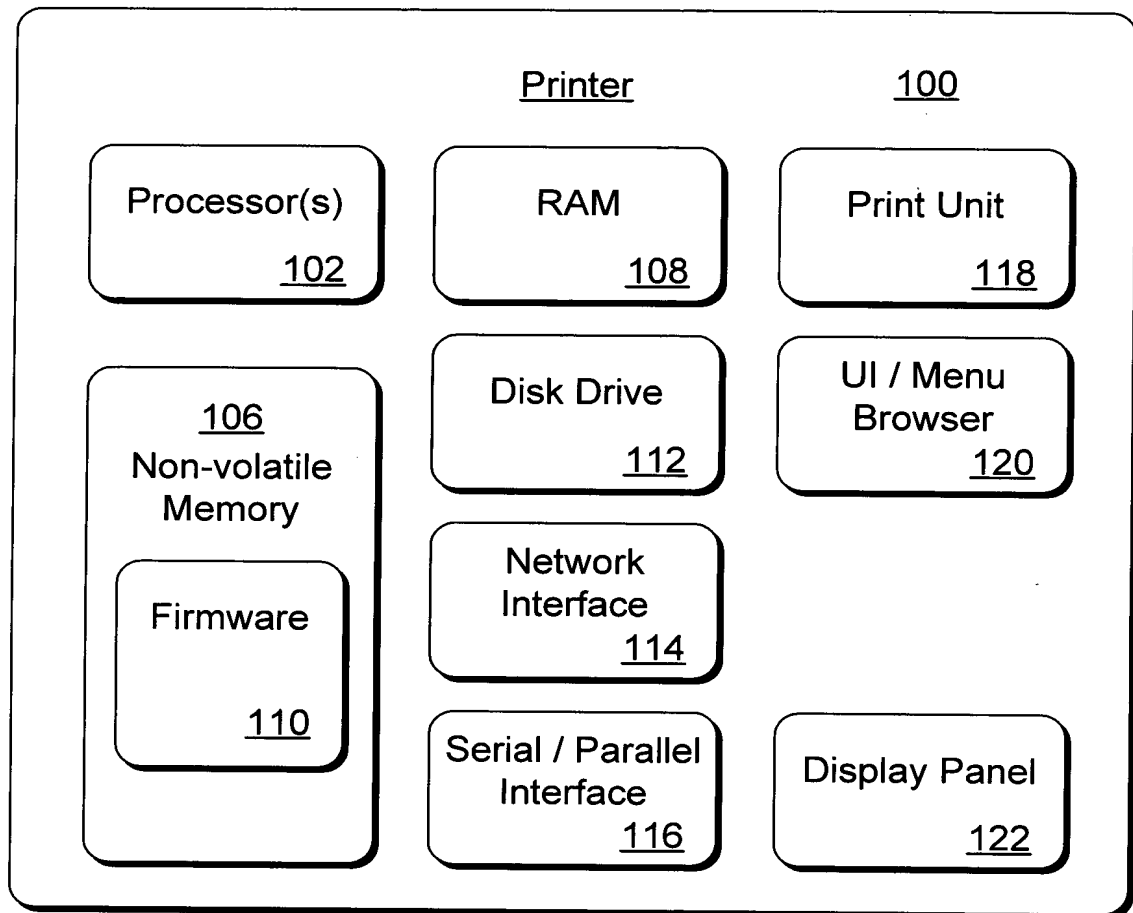 Printer 100
Processor(s)
102
RAM
108
Print Unit
118
106
Non-volatile
Memory
Firmware
110
Disk Drive
112
UI / Menu
Browser
120
Network
Interface
114
Serial / Parallel
Interface
116
Display Panel
122